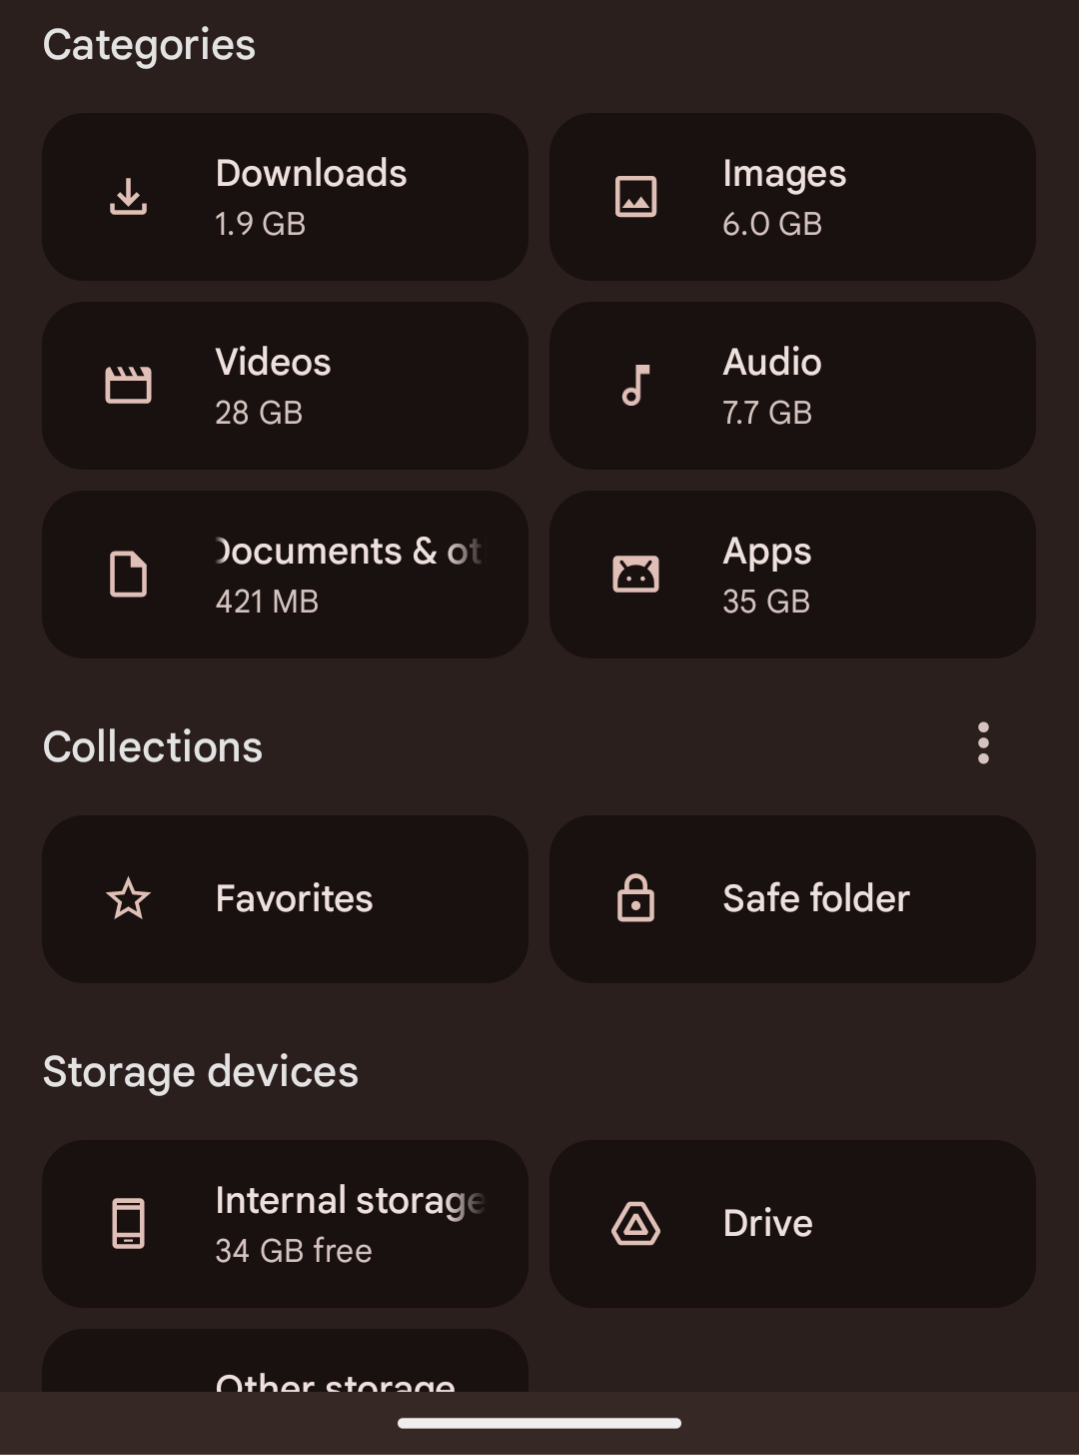 Categories
Downloads
1.9 GB
Images
6.0 GB
Videos
28 GB
Audio
7.7 GB
Documents & ot
421 MB
Apps
35 GB
Collections
Favorites
Safe folder
Storage devices
Internal storage
34 GB free
Drive
Other storage